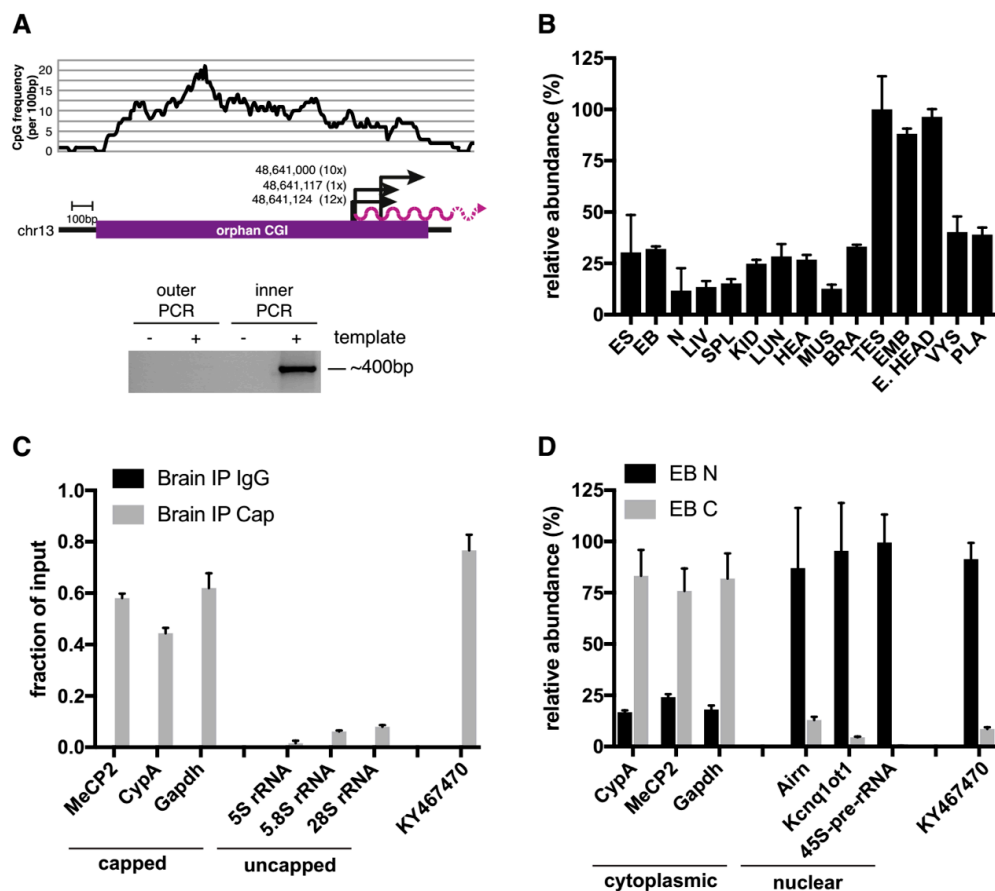 A
CpG frequency
(per 100bp)
20
15
10
5
0
48,641,000 (10x)
48,641,117 (1x)
48,641,124 (12x)
100bp
chr13
orphan CGI
outer PCR
inner PCR
- + - + template
~400bp
B
relative abundance (%)
125
100
75
50
25
0
ES EB N LIV SPL KID LUN HEA MUS BRA TES EMB E. HEAD VYS PLA
C
Brain IP IgG
Brain IP Cap
fraction of input
1.0
0.8
0.6
0.4
0.2
0.0
MeCP2 CypA Gapdh 5S rRNA 5.8S rRNA 28S rRNA KY467470
capped uncapped
D
EB N
EB C
relative abundance (%)
125
100
75
50
25
0
CypA MeCP2 Gapdh Airn Kcnq1ot1 45S-pre-rRNA KY467470
cytoplasmic nuclear